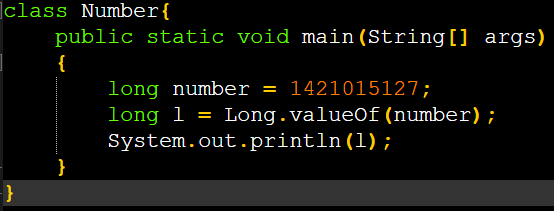 class Number{
    public static void main(String[] args)
    {
        long number = 1421015127;
        long l = Long.valueOf(number);
        System.out.println(l);
    }
}